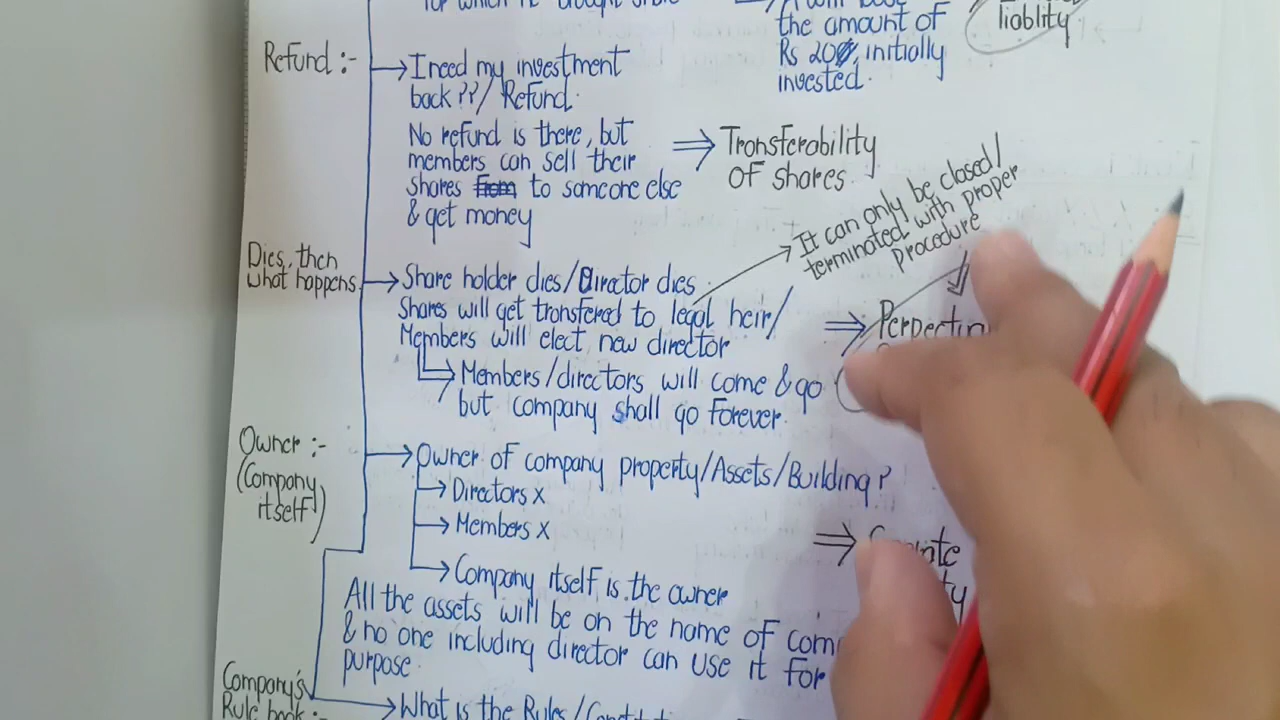 the amount of
lioblity
Rs 200, initially
invested.
Refund :-
I need my investment
back??/ Refund.
No refund is there, but
members can sell their
shares from to someone else
& get money
Transferability
of shares
It can only be closed/
terminated with proper
procedure
Dies, then
what happens
Share holder dies/Director dies
Shares will get transfered to legal heir/
Members will elect new director
Members/directors will come & go
but company shall go forever.
Owner :-
(Company
itself)
Owner of company property/Assets/Building?
Directors x
Members x
Company itself is the owner
All the assets will be on the name of
& no one including director can use it for
purpose.
Company's
Rule book :-
What is the Rules/